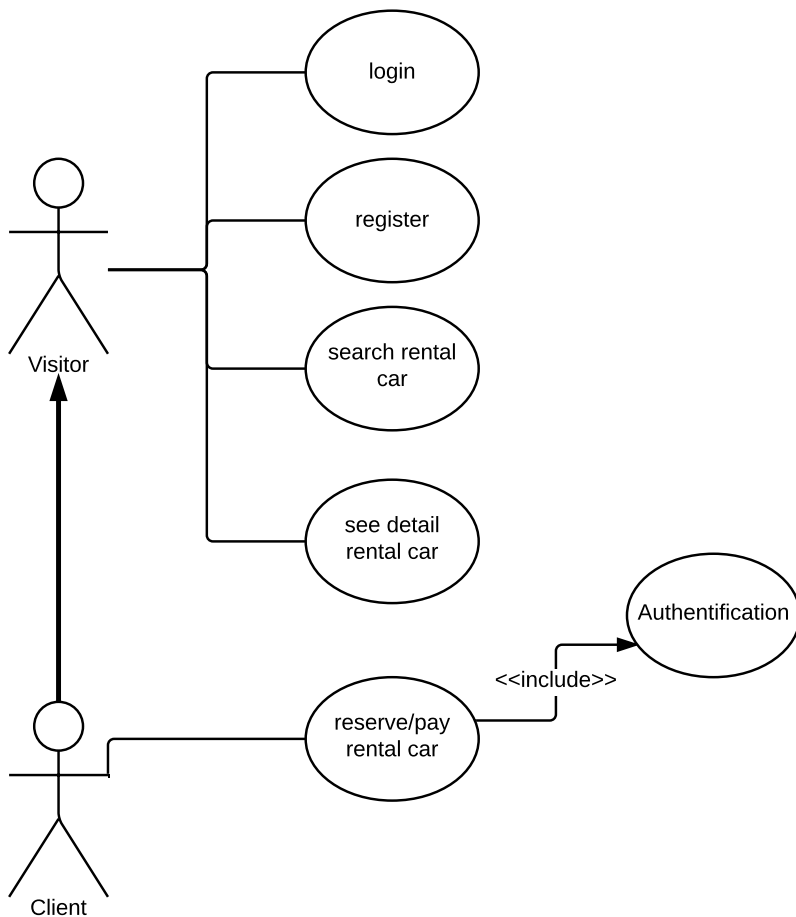 login
register
search rental
car
Visitor
see detail
rental car
Authentification
<<include>>
reserve/pay
rental car
Client